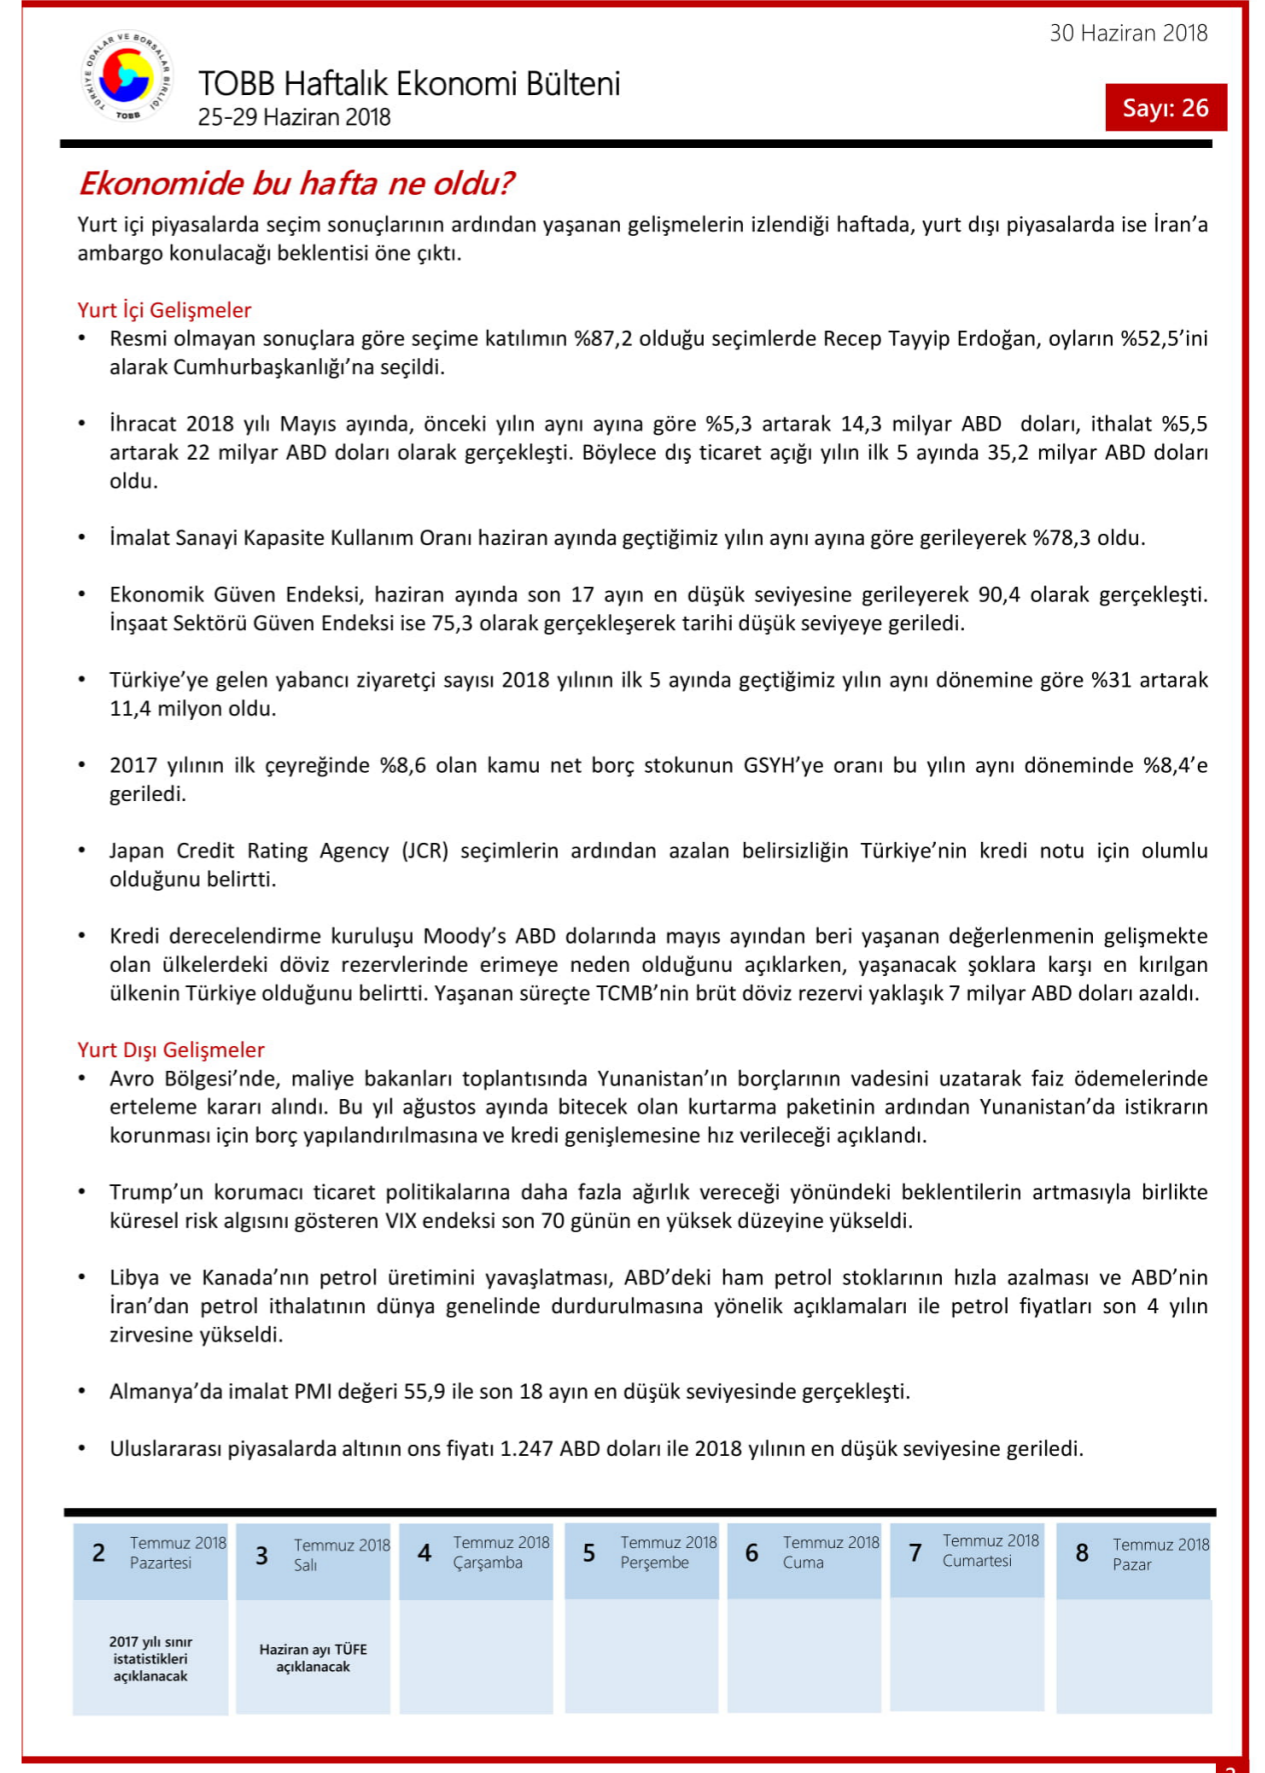 30 Haziran 2018
TÜRKİYE ODALAR VE BORSALAR BİRLİĞİ
TOBB
TOBB Haftalık Ekonomi Bülteni
25-29 Haziran 2018
Sayı: 26
Ekonomide bu hafta ne oldu?
Yurt içi piyasalarda seçim sonuçlarının ardından yaşanan gelişmelerin izlendiği haftada, yurt dışı piyasalarda ise İran’a
ambargo konulacağı beklentisi öne çıktı.
Yurt İçi Gelişmeler
• Resmi olmayan sonuçlara göre seçime katılımın %87,2 olduğu seçimlerde Recep Tayyip Erdoğan, oyların %52,5’ini
alarak Cumhurbaşkanlığı’na seçildi.
• İhracat 2018 yılı Mayıs ayında, önceki yılın aynı ayına göre %5,3 artarak 14,3 milyar ABD doları, ithalat %5,5
artarak 22 milyar ABD doları olarak gerçekleşti. Böylece dış ticaret açığı yılın ilk 5 ayında 35,2 milyar ABD doları
oldu.
• İmalat Sanayi Kapasite Kullanım Oranı haziran ayında geçtiğimiz yılın aynı ayına göre gerileyerek %78,3 oldu.
• Ekonomik Güven Endeksi, haziran ayında son 17 ayın en düşük seviyesine gerileyerek 90,4 olarak gerçekleşti.
İnşaat Sektörü Güven Endeksi ise 75,3 olarak gerçekleşerek tarihi düşük seviyeye geriledi.
• Türkiye’ye gelen yabancı ziyaretçi sayısı 2018 yılının ilk 5 ayında geçtiğimiz yılın aynı dönemine göre %31 artarak
11,4 milyon oldu.
• 2017 yılının ilk çeyreğinde %8,6 olan kamu net borç stokunun GSYH’ye oranı bu yılın aynı döneminde %8,4’e
geriledi.
• Japan Credit Rating Agency (JCR) seçimlerin ardından azalan belirsizliğin Türkiye’nin kredi notu için olumlu
olduğunu belirtti.
• Kredi derecelendirme kuruluşu Moody’s ABD dolarında mayıs ayından beri yaşanan değerlenmenin gelişmekte
olan ülkelerdeki döviz rezervlerinde erimeye neden olduğunu açıklarken, yaşanacak şoklara karşı en kırılgan
ülkenin Türkiye olduğunu belirtti. Yaşanan süreçte TCMB’nin brüt döviz rezervi yaklaşık 7 milyar ABD doları azaldı.
Yurt Dışı Gelişmeler
• Avro Bölgesi’nde, maliye bakanları toplantısında Yunanistan’ın borçlarının vadesini uzatarak faiz ödemelerinde
erteleme kararı alındı. Bu yıl ağustos ayında bitecek olan kurtarma paketinin ardından Yunanistan’da istikrarın
korunması için borç yapılandırılmasına ve kredi genişlemesine hız verileceği açıklandı.
• Trump’un korumacı ticaret politikalarına daha fazla ağırlık vereceği yönündeki beklentilerin artmasıyla birlikte
küresel risk algısını gösteren VIX endeksi son 70 günün en yüksek düzeyine yükseldi.
• Libya ve Kanada’nın petrol üretimini yavaşlatması, ABD’deki ham petrol stoklarının hızla azalması ve ABD’nin
İran’dan petrol ithalatının dünya genelinde durdurulmasına yönelik açıklamaları ile petrol fiyatları son 4 yılın
zirvesine yükseldi.
• Almanya’da imalat PMI değeri 55,9 ile son 18 ayın en düşük seviyesinde gerçekleşti.
• Uluslararası piyasalarda altının ons fiyatı 1.247 ABD doları ile 2018 yılının en düşük seviyesine geriledi.
2 Temmuz 2018 Pazartesi
3 Temmuz 2018 Salı
4 Temmuz 2018 Çarşamba
5 Temmuz 2018 Perşembe
6 Temmuz 2018 Cuma
7 Temmuz 2018 Cumartesi
8 Temmuz 2018 Pazar
2017 yılı sınır
istatistikleri
açıklanacak
Haziran ayı TÜFE
açıklanacak